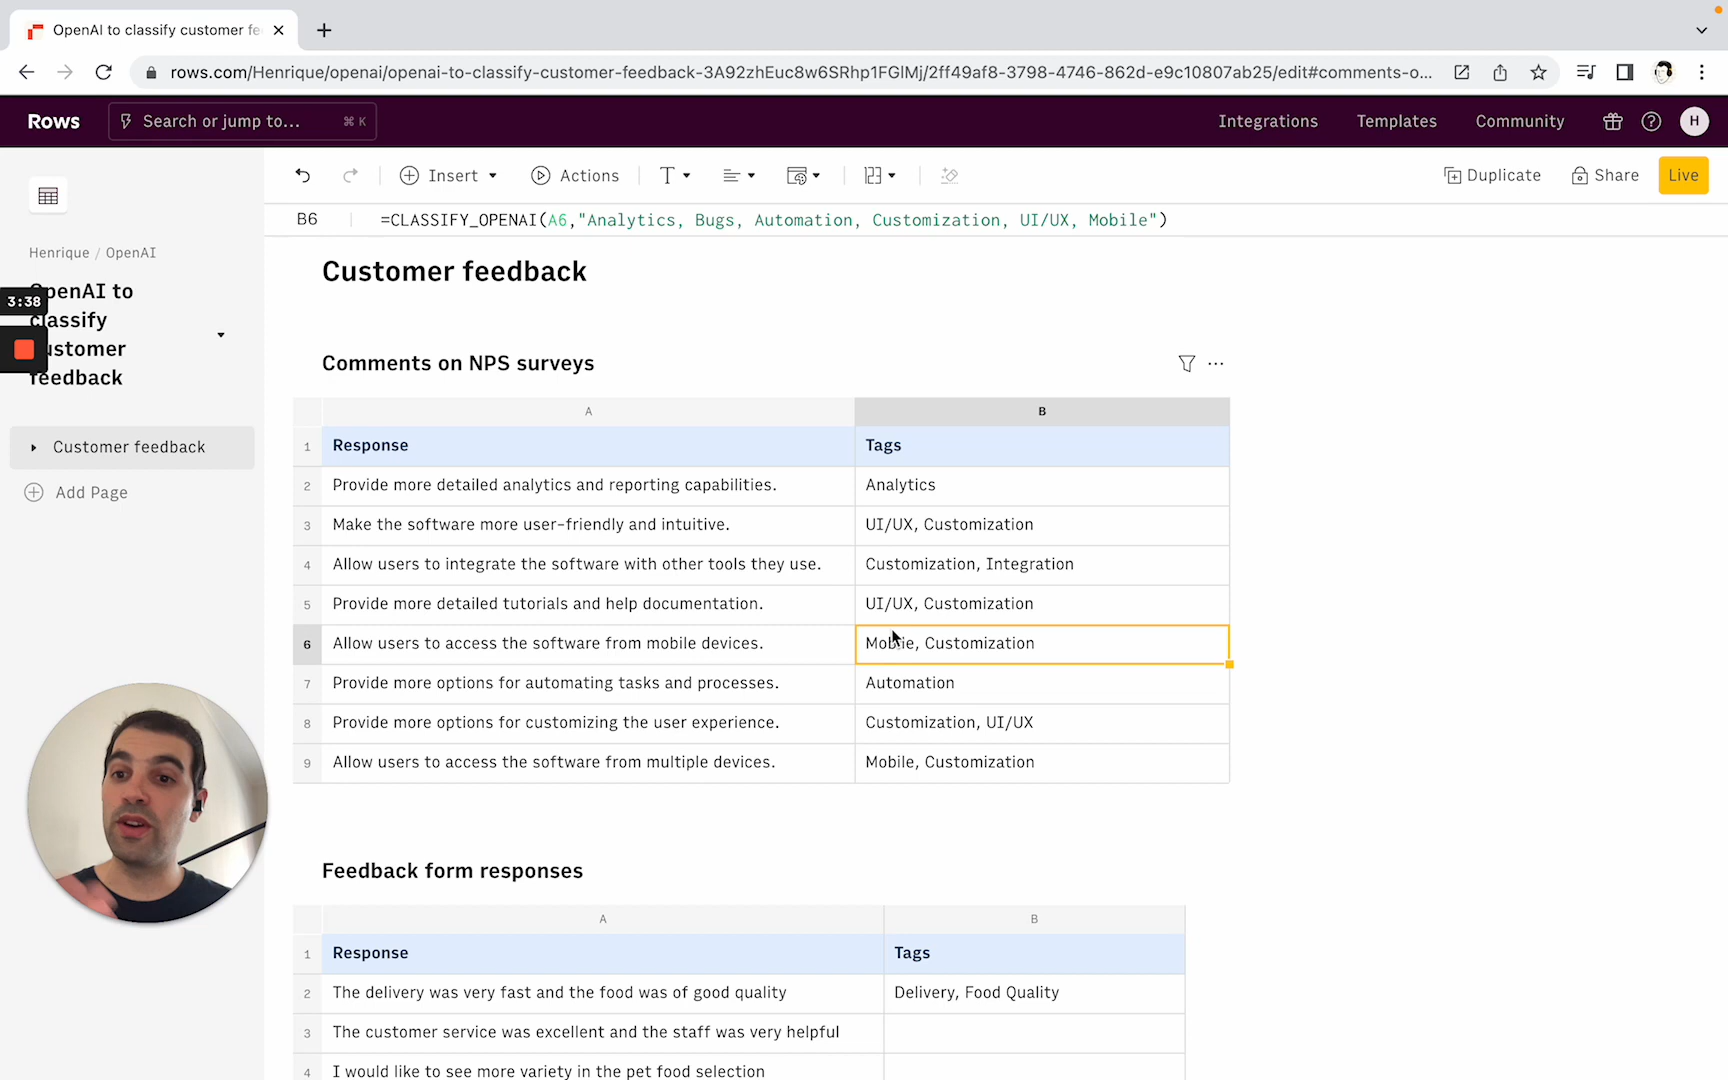 OpenAI to classify customer fe
rows.com/Henrique/openai/openai-to-classify-customer-feedback-3A92zhEuc8w6SRhp1FGlMj/2ff49af8-3798-4746-862d-e9c10807ab25/edit#comments-o...
Rows
Search or jump to...
⌘ K
Integrations
Templates
Community
H
Insert
Actions
Duplicate
Share
Live
B6
=CLASSIFY_OPENAI(A6,"Analytics, Bugs, Automation, Customization, UI/UX, Mobile")
Henrique / OpenAI
OpenAI to
classify
customer
feedback
3:38
Customer feedback
Add Page
Customer feedback
Comments on NPS surveys
A B
1 Response Tags
2 Provide more detailed analytics and reporting capabilities. Analytics
3 Make the software more user-friendly and intuitive. UI/UX, Customization
4 Allow users to integrate the software with other tools they use. Customization, Integration
5 Provide more detailed tutorials and help documentation. UI/UX, Customization
6 Allow users to access the software from mobile devices. Mobile, Customization
7 Provide more options for automating tasks and processes. Automation
8 Provide more options for customizing the user experience. Customization, UI/UX
9 Allow users to access the software from multiple devices. Mobile, Customization
Feedback form responses
A B
1 Response Tags
2 The delivery was very fast and the food was of good quality Delivery, Food Quality
3 The customer service was excellent and the staff was very helpful
4 I would like to see more variety in the pet food selection